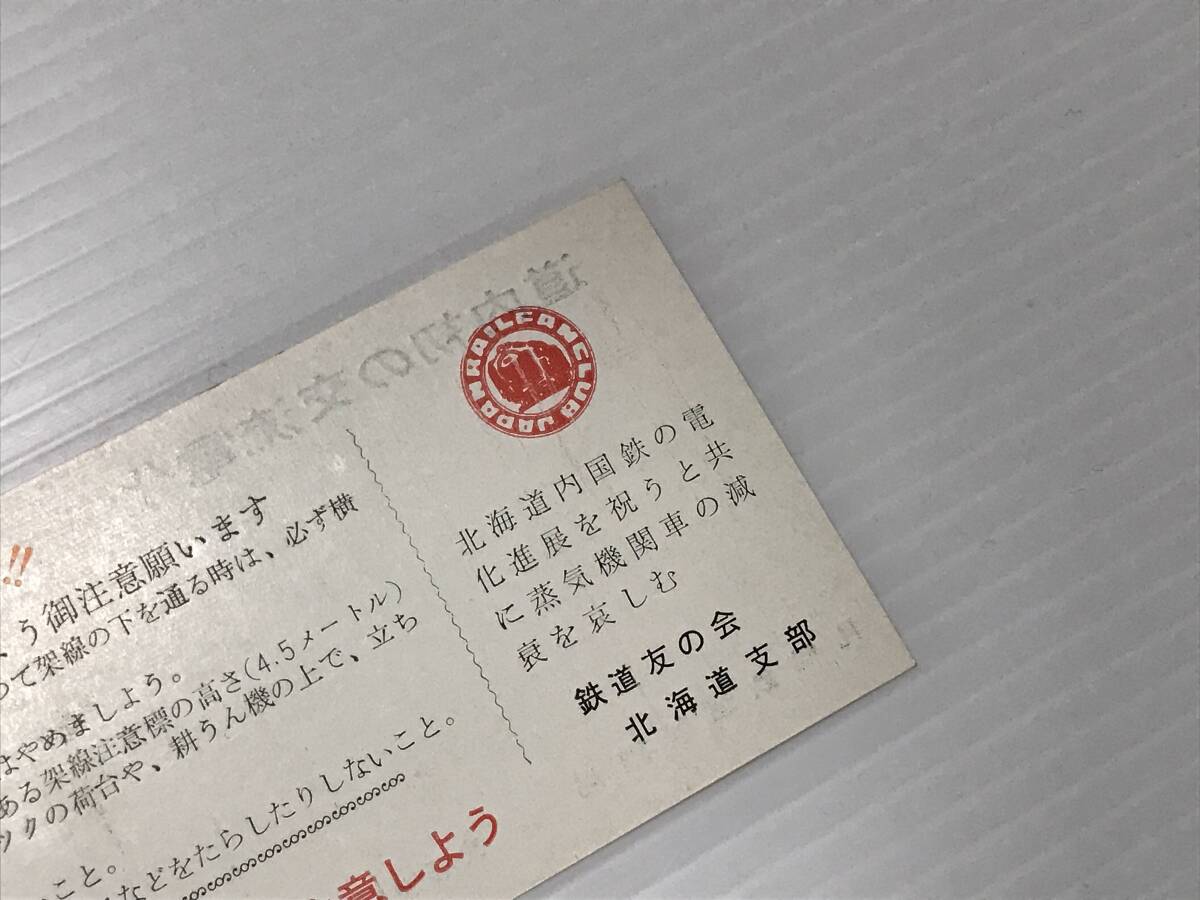 !!
う御注意願います
って架線の下を通る時は、必ず横
はやめましょう。
ある架線注意標の高さ(4.5メートル)
ックの荷台や、耕うん機の上で、立ち
こと。
などをたらしたりしないこと。
意しよう
JAPAN RAILFAN CLUB
北海道内国鉄の電
化進展を祝うと共
に蒸気機関車の減
衰を哀しむ
鉄道友の会
北海道支部